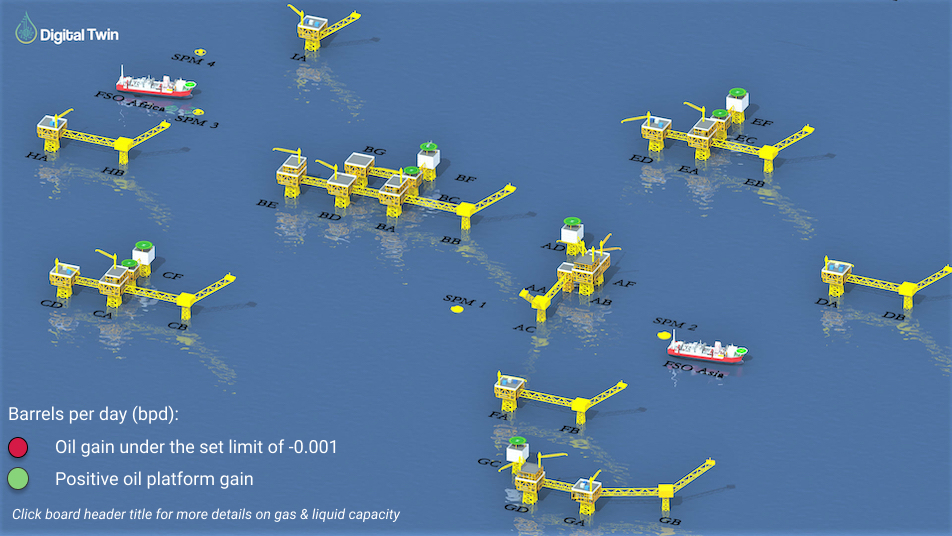 Digital Twin
IA
SPM 4
FSO Africa
SPM 3
HA
HB
BG
BF
BE
BD
BC
BA
BB
EF
EC
ED
EA
EB
CF
CD
CA
CB
AD
AA
AF
AB
AC
SPM 1
DA
DB
SPM 2
FSO Asia
FA
FB
GC
GD
GA
GB
Barrels per day (bpd):
Oil gain under the set limit of -0.001
Positive oil platform gain
Click board header title for more details on gas & liquid capacity